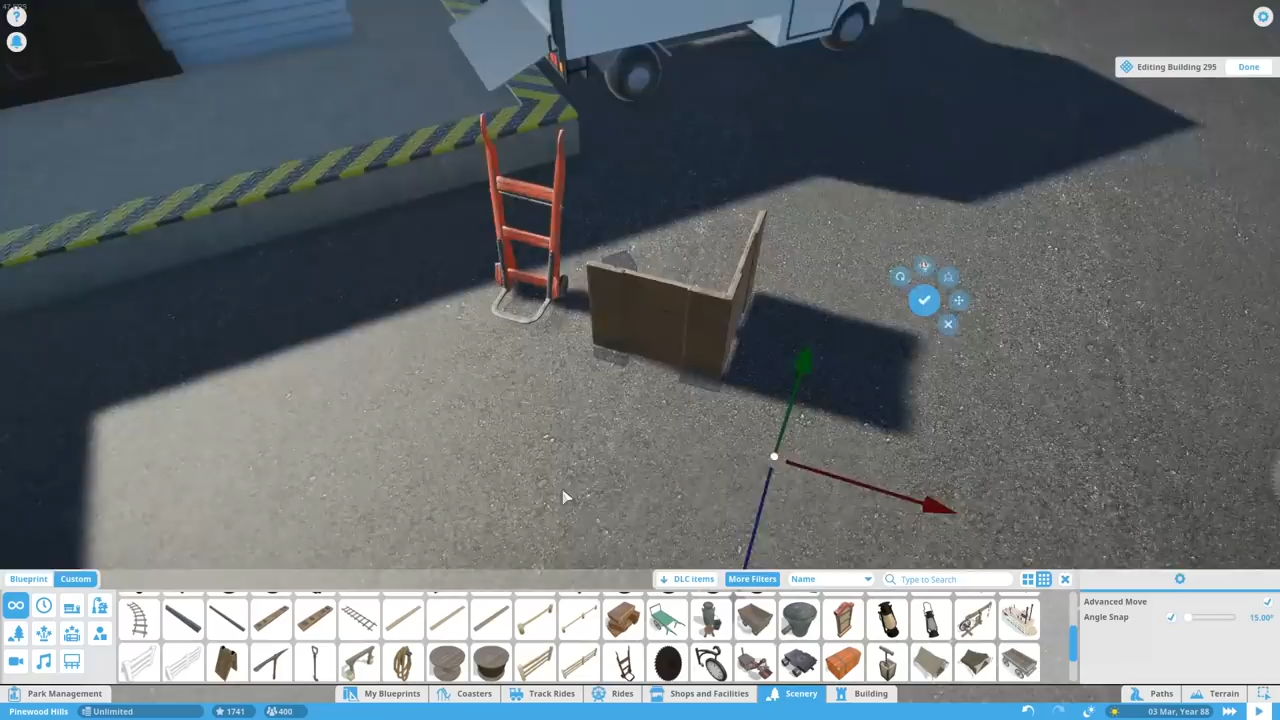 Editing Building 295 Done
Blueprint Custom DLC items More Filters Name Type to Search
Advanced Move
Angle Snap 15.00°
Park Management My Blueprints Coasters Track Rides Rides Shops and Facilities Scenery Building Paths Terrain
Pinewood Hills Unlimited 1741 400 03 Mar, Year 88